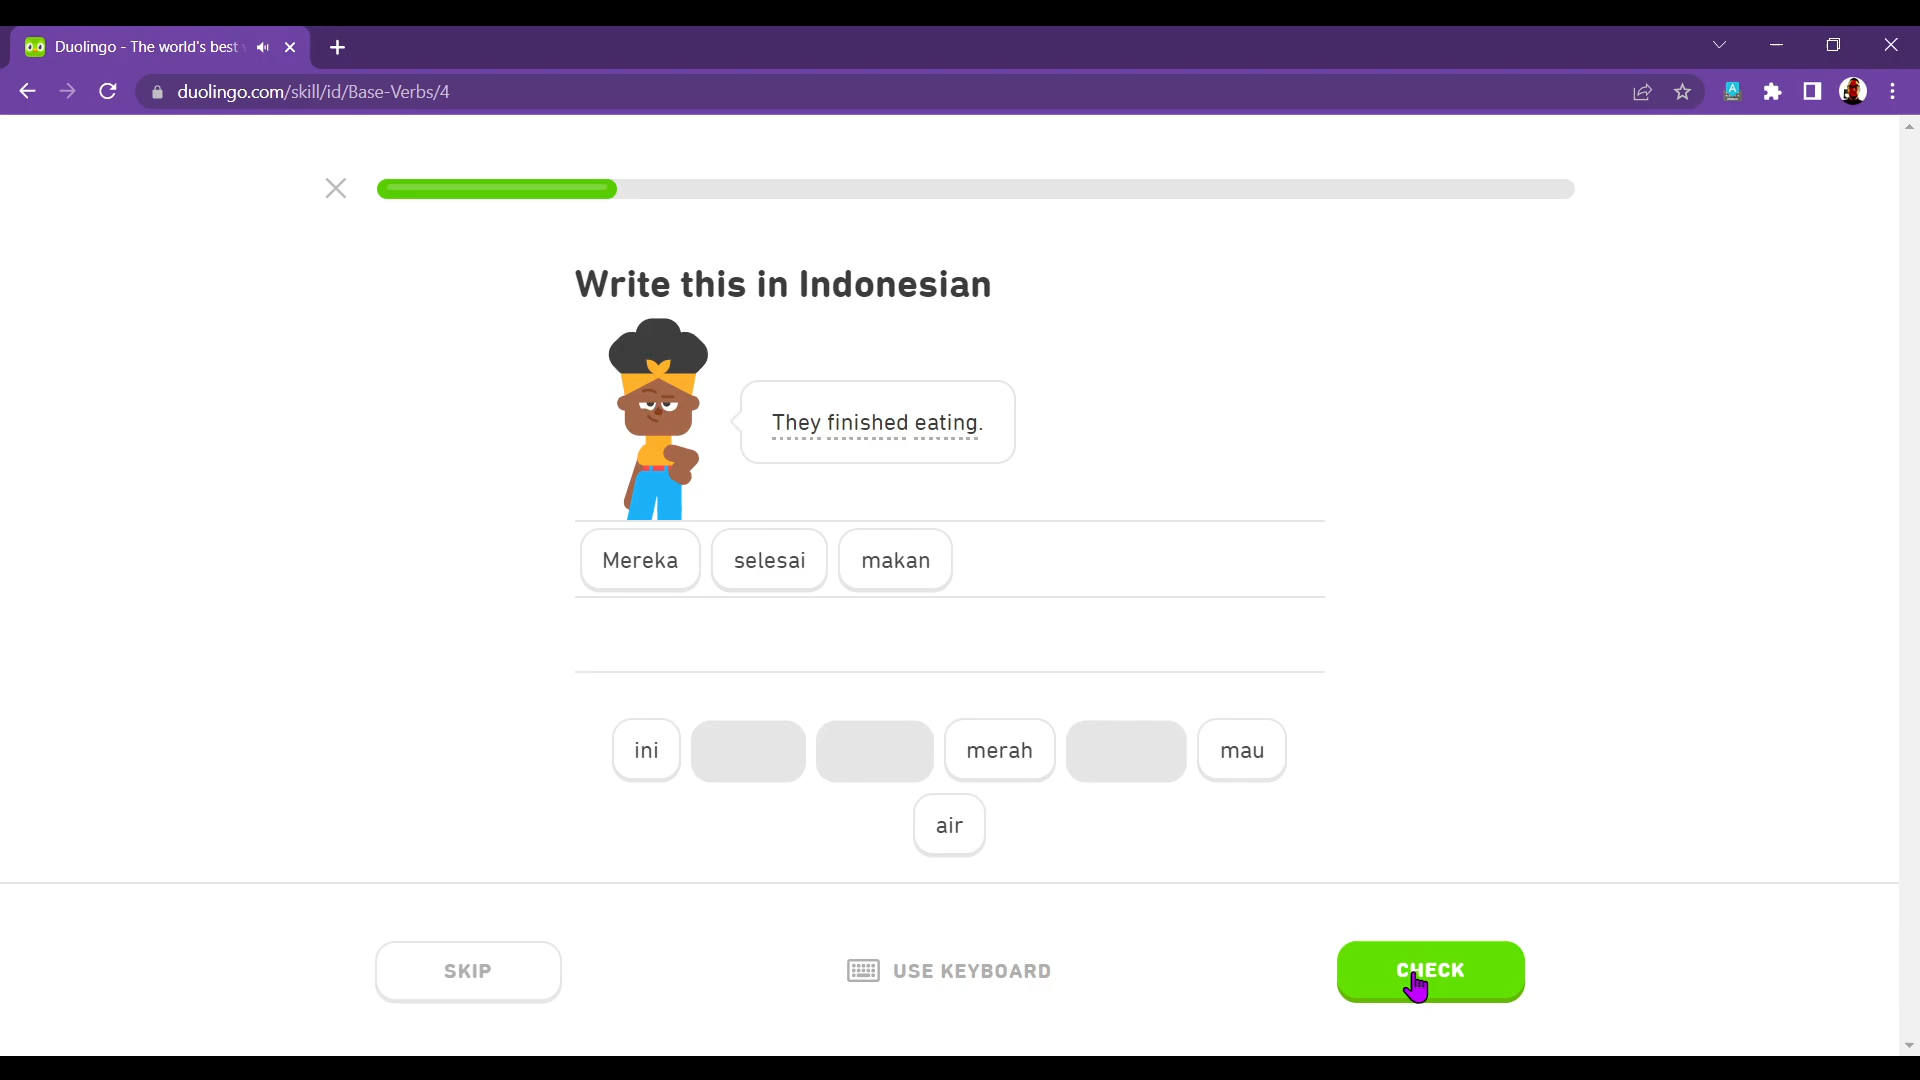 Duolingo - The world's best
duolingo.com/skill/id/Base-Verbs/4
Write this in Indonesian
They finished eating.
Mereka selesai makan
ini merah mau
air
SKIP USE KEYBOARD CHECK